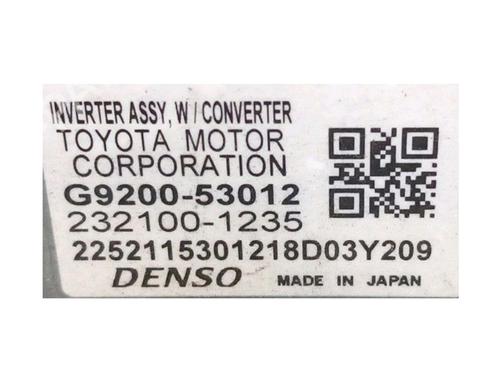 INVERTER ASSY, W / CONVERTER
TOYOTA MOTOR
CORPORATION
G9200-53012
232100-1235
2252115301218D03Y209
DENSO MADE IN JAPAN